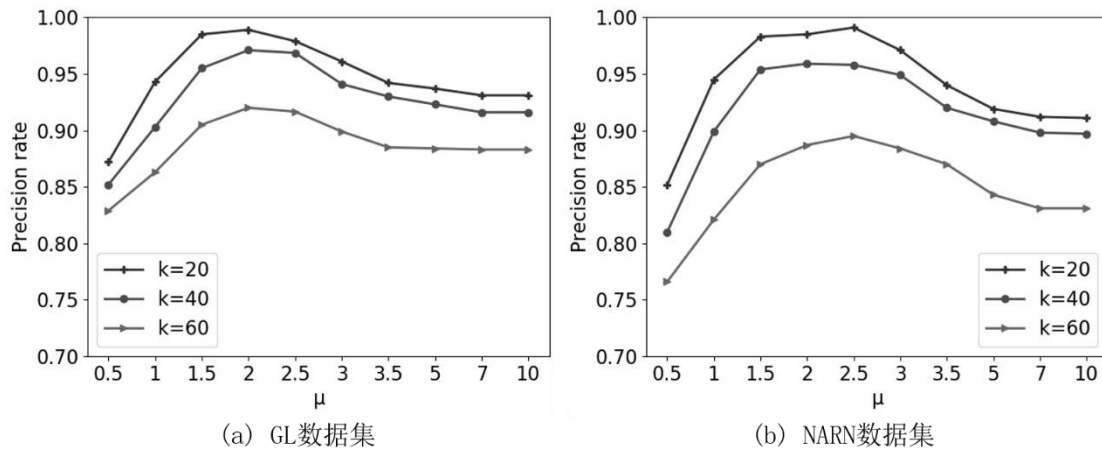 1.00
0.95
0.90
0.85
0.80
0.75
0.70
Precision rate
k=20
k=40
k=60
0.5 1 1.5 2 2.5 3 3.5 5 7 10
μ
(a) GL数据集
1.00
0.95
0.90
0.85
0.80
0.75
0.70
Precision rate
k=20
k=40
k=60
0.5 1 1.5 2 2.5 3 3.5 5 7 10
μ
(b) NARN数据集